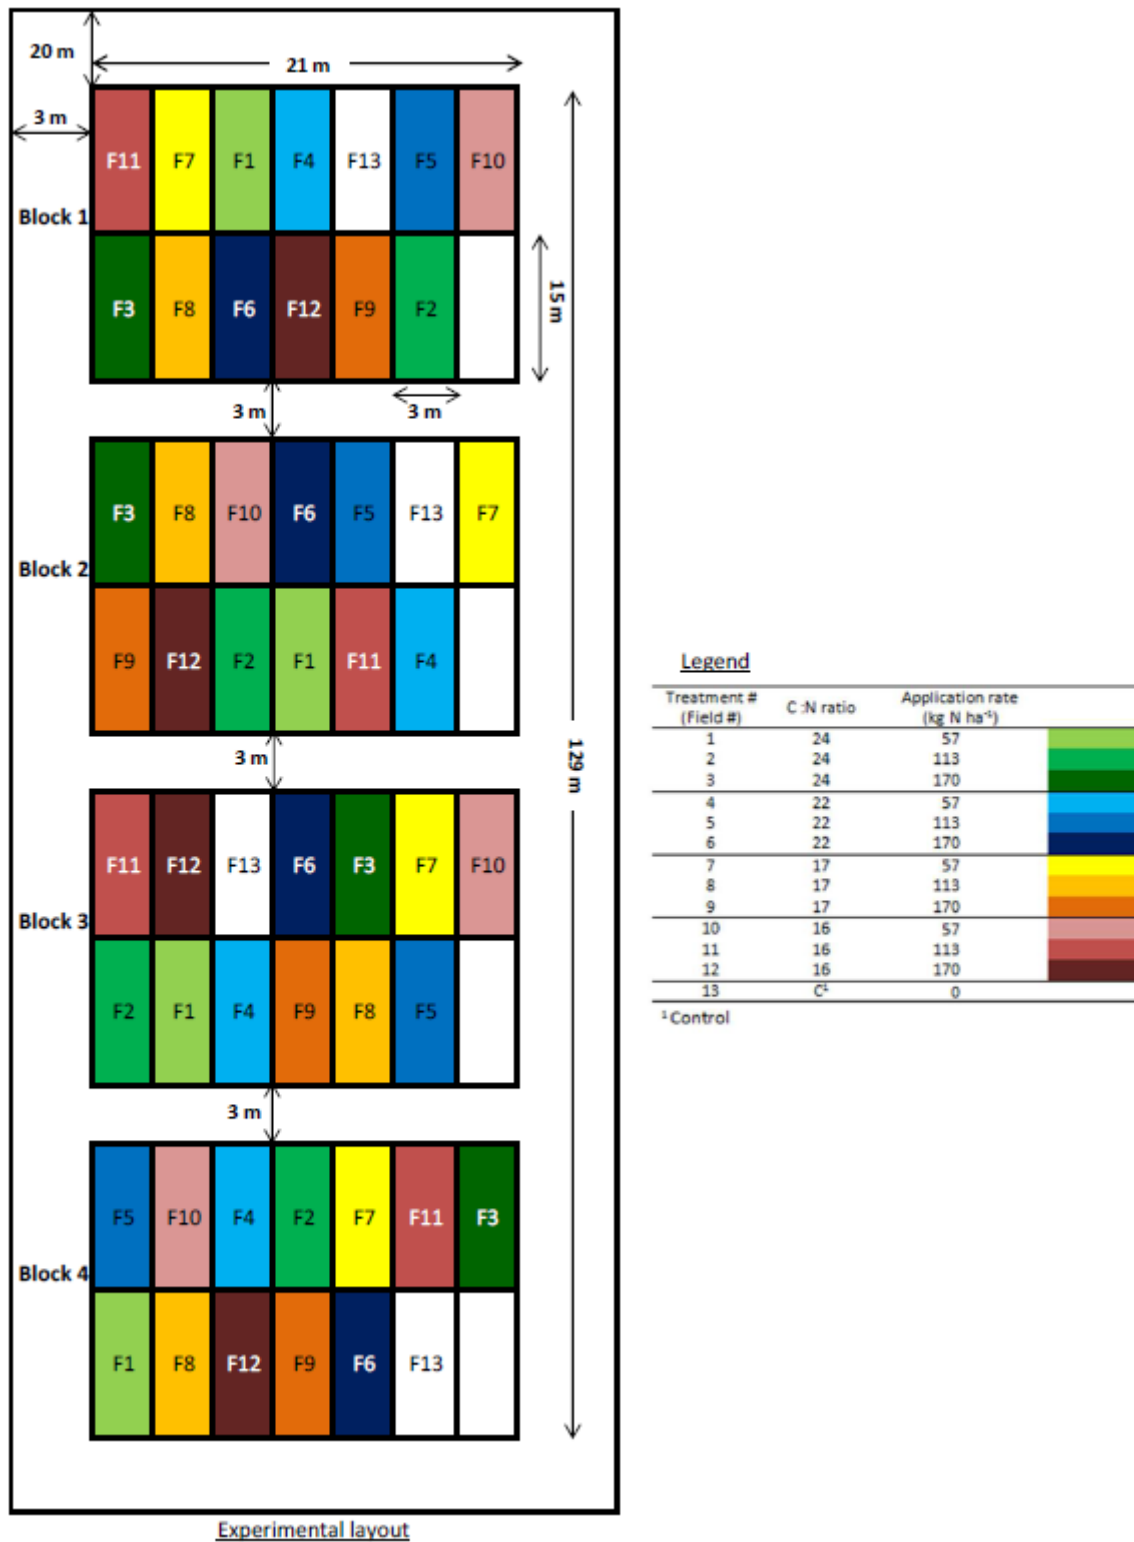 20 m
21 m
3 m
F11 F7 F1 F4 F13 F5 F10
Block 1
F3 F8 F6 F12 F9 F2
15 m
3 m
3 m
F3 F8 F10 F6 F5 F13 F7
Block 2
F9 F12 F2 F1 F11 F4
3 m
129 m
F11 F12 F13 F6 F3 F7 F10
Block 3
F2 F1 F4 F9 F8 F5
3 m
F5 F10 F4 F2 F7 F11 F3
Block 4
F1 F8 F12 F9 F6 F13
Experimental layout
Legend
Treatment # (Field #) C :N ratio Application rate (kg N ha⁻¹)
1 24 57
2 24 113
3 24 170
4 22 57
5 22 113
6 22 170
7 17 57
8 17 113
9 17 170
10 16 57
11 16 113
12 16 170
13 C¹ 0
¹ Control